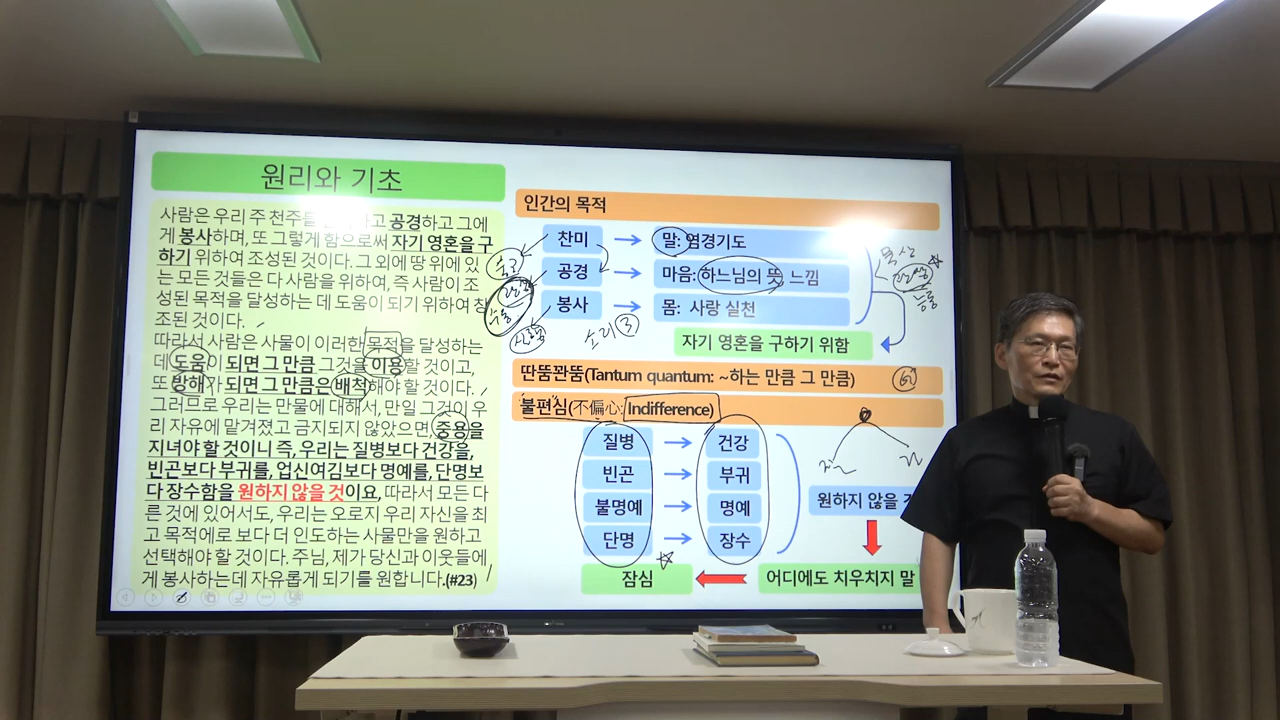 원리와 기초
사람은 우리 주 천주를 고 공경하고 그에
게 봉사하며, 또 그렇게 함으로써 자기 영혼을 구
하기 위하여 조성된 것이다. 그 외에 땅 위에 있
는 모든 것들은 다 사람을 위하여, 즉 사람이 조
성된 목적을 달성하는 데 도움이 되기 위하여 창
조된 것이다.
따라서 사람은 사물이 이러한 목적을 달성하는
데 도움이 되면 그 만큼 그것을 이용할 것이고,
또 방해가 되면 그 만큼은 배척해야 할 것이다.
그러므로 우리는 만물에 대해서, 만일 그것이 우
리 자유에 맡겨졌고 금지되지 않았으면, 중용을
지녀야 할 것이니 즉, 우리는 질병보다 건강을,
빈곤보다 부귀를, 업신여김보다 명예를, 단명보
다 장수함을 원하지 않을 것이요, 따라서 모든 다
른 것에 있어서도, 우리는 오로지 우리 자신을 최
고 목적에로 보다 더 인도하는 사물만을 원하고
선택해야 할 것이다. 주님, 제가 당신과 이웃들에
게 봉사하는데 자유롭게 되기를 원합니다.(#23)
인간의 목적
찬미 → 말: 염경기도
공경 → 마음: 하느님의 뜻 느낌
봉사 → 몸: 사랑 실천
소리 ③
자기 영혼을 구하기 위함
딴뚬꽌뚬(Tantum quantum: ~하는 만큼 그 만큼)
불편심(不偏心: Indifference)
질병 → 건강
빈곤 → 부귀
불명예 → 명예
단명 → 장수
원하지 않을
어디에도 치우치지 말
잠심